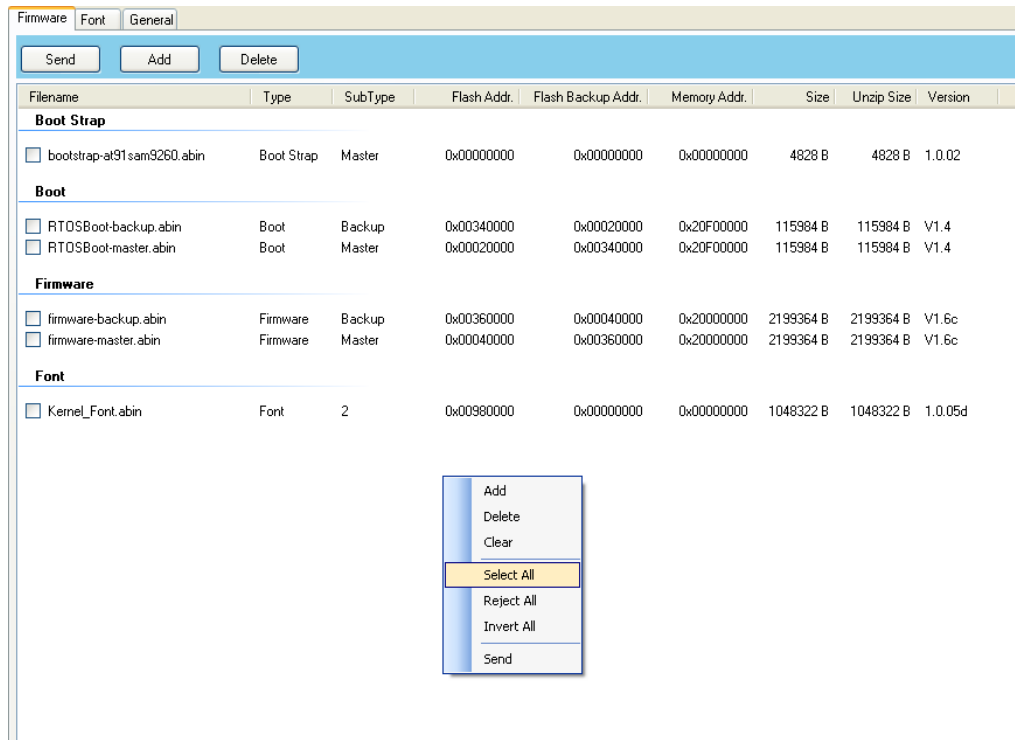 Firmware Font General
Send Add Delete
Filename Type SubType Flash Addr. Flash Backup Addr. Memory Addr. Size Unzip Size Version
Boot Strap
bootstrap-at91sam9260.abin Boot Strap Master 0x00000000 0x00000000 0x00000000 4828 B 4828 B 1.0.02
Boot
RTOSBoot-backup.abin Boot Backup 0x00340000 0x00020000 0x20F00000 115984 B 115984 B V1.4
RTOSBoot-master.abin Boot Master 0x00020000 0x00340000 0x20F00000 115984 B 115984 B V1.4
Firmware
firmware-backup.abin Firmware Backup 0x00360000 0x00040000 0x20000000 2199364 B 2199364 B V1.6c
firmware-master.abin Firmware Master 0x00040000 0x00360000 0x20000000 2199364 B 2199364 B V1.6c
Font
Kernel_Font.abin Font 2 0x00980000 0x00000000 0x00000000 1048322 B 1048322 B 1.0.05d
Add
Delete
Clear
Select All
Reject All
Invert All
Send